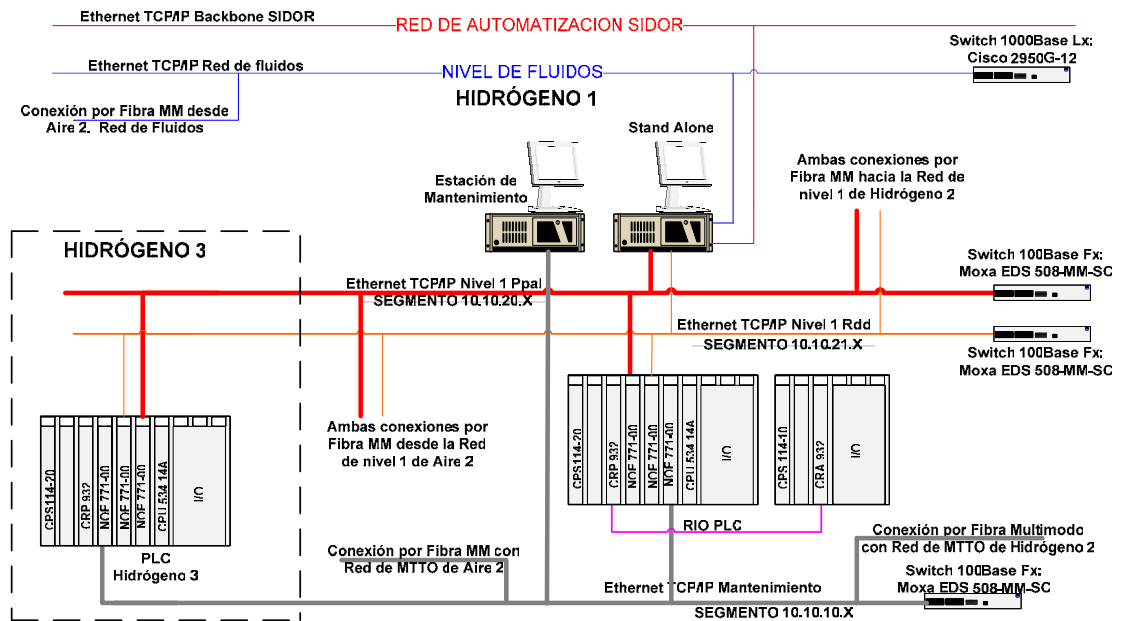 Ethernet TCP/IP Backbone SIDOR
RED DE AUTOMATIZACION SIDOR
Switch 1000Base Lx:
Cisco 2950G-12
Ethernet TCP/IP Red de fluidos
NIVEL DE FLUIDOS
HIDRÓGENO 1
Conexión por Fibra MM desde
Aire 2. Red de Fluidos
Stand Alone
Estación de
Mantenimiento
Ambas conexiones por
Fibra MM hacia la Red de
nivel 1 de Hidrógeno 2
HIDRÓGENO 3
Switch 100Base Fx:
Moxa EDS 508-MM-SC
Ethernet TCP/IP Nivel 1 Ppal
SEGMENTO 10.10.20.X
Ethernet TCP/IP Nivel 1 Rdd
SEGMENTO 10.10.21.X
Switch 100Base Fx:
Moxa EDS 508-MM-SC
CPS114-20
CRP 932
NOE 771-00
NOE 771-00
NOE 771-00
CPU 534 14A
I/O
Ambas conexiones por
Fibra MM desde la Red
de nivel 1 de Aire 2
CPS114-20
CRP 932
NOE 771-00
NOE 771-00
NOE 771-00
CPU 534 14A
I/O
CPS 114-10
CRA 932
I/O
RIO PLC
PLC
Hidrógeno 3
Conexión por Fibra MM con
Red de MTTO de Aire 2
Conexión por Fibra Multimodo
con Red de MTTO de Hidrógeno 2
Switch 100Base Fx:
Moxa EDS 508-MM-SC
Ethernet TCP/IP Mantenimiento
SEGMENTO 10.10.10.X